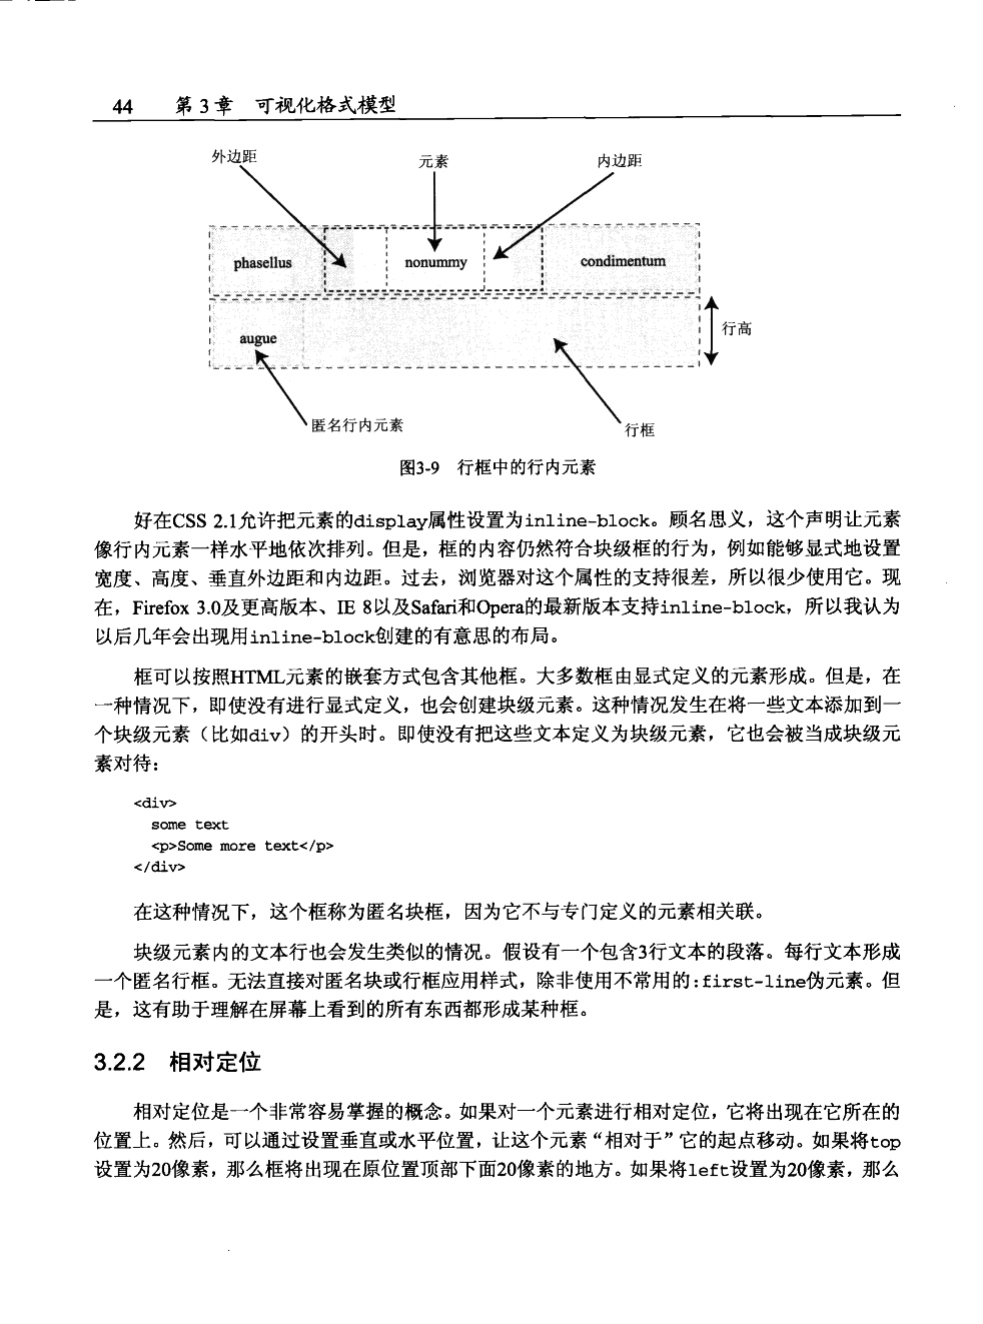 44 第3章 可视化格式模型
外边距 元素 内边距
phasellus nonummy condimentum
augue
行高
匿名行内元素
行框
图3-9 行框中的行内元素
好在CSS 2.1允许把元素的display属性设置为inline-block。顾名思义，这个声明让元素
像行内元素一样水平地依次排列。但是，框的内容仍然符合块级框的行为，例如能够显式地设置
宽度、高度、垂直外边距和内边距。过去，浏览器对这个属性的支持很差，所以很少使用它。现
在，Firefox 3.0及更高版本、IE 8以及Safari和Opera的最新版本支持inline-block，所以我认为
以后几年会出现用inline-block创建的有意思的布局。
框可以按照HTML元素的嵌套方式包含其他框。大多数框由显式定义的元素形成。但是，在
一种情况下，即使没有进行显式定义，也会创建块级元素。这种情况发生在将一些文本添加到一
个块级元素（比如div）的开头时。即使没有把这些文本定义为块级元素，它也会被当成块级元
素对待：
<div>
some text
<p>Some more text</p>
</div>
在这种情况下，这个框称为匿名块框，因为它不与专门定义的元素相关联。
块级元素内的文本行也会发生类似的情况。假设有一个包含3行文本的段落。每行文本形成
一个匿名行框。无法直接对匿名块或行框应用样式，除非使用不常用的:first-line伪元素。但
是，这有助于理解在屏幕上看到的所有东西都形成某种框。
3.2.2 相对定位
相对定位是一个非常容易掌握的概念。如果对一个元素进行相对定位，它将出现在它所在的
位置上。然后，可以通过设置垂直或水平位置，让这个元素“相对于”它的起点移动。如果将top
设置为20像素，那么框将出现在原位置顶部下面20像素的地方。如果将left设置为20像素，那么